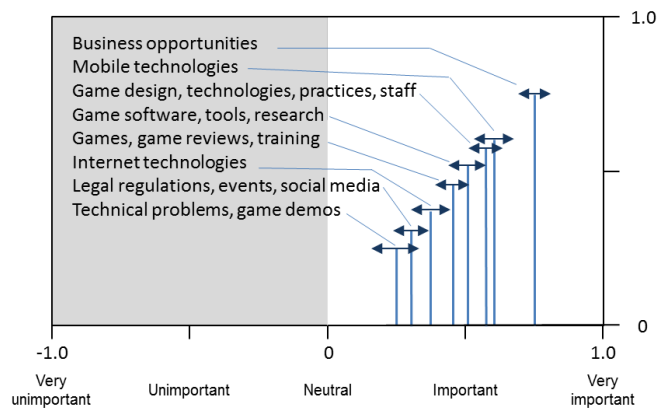 1.0
Business opportunities
Mobile technologies
Game design, technologies, practices, staff
Game software, tools, research
Games, game reviews, training
Internet technologies
Legal regulations, events, social media
Technical problems, game demos
0
-1.0 0 1.0
Very unimportant Unimportant Neutral Important Very important